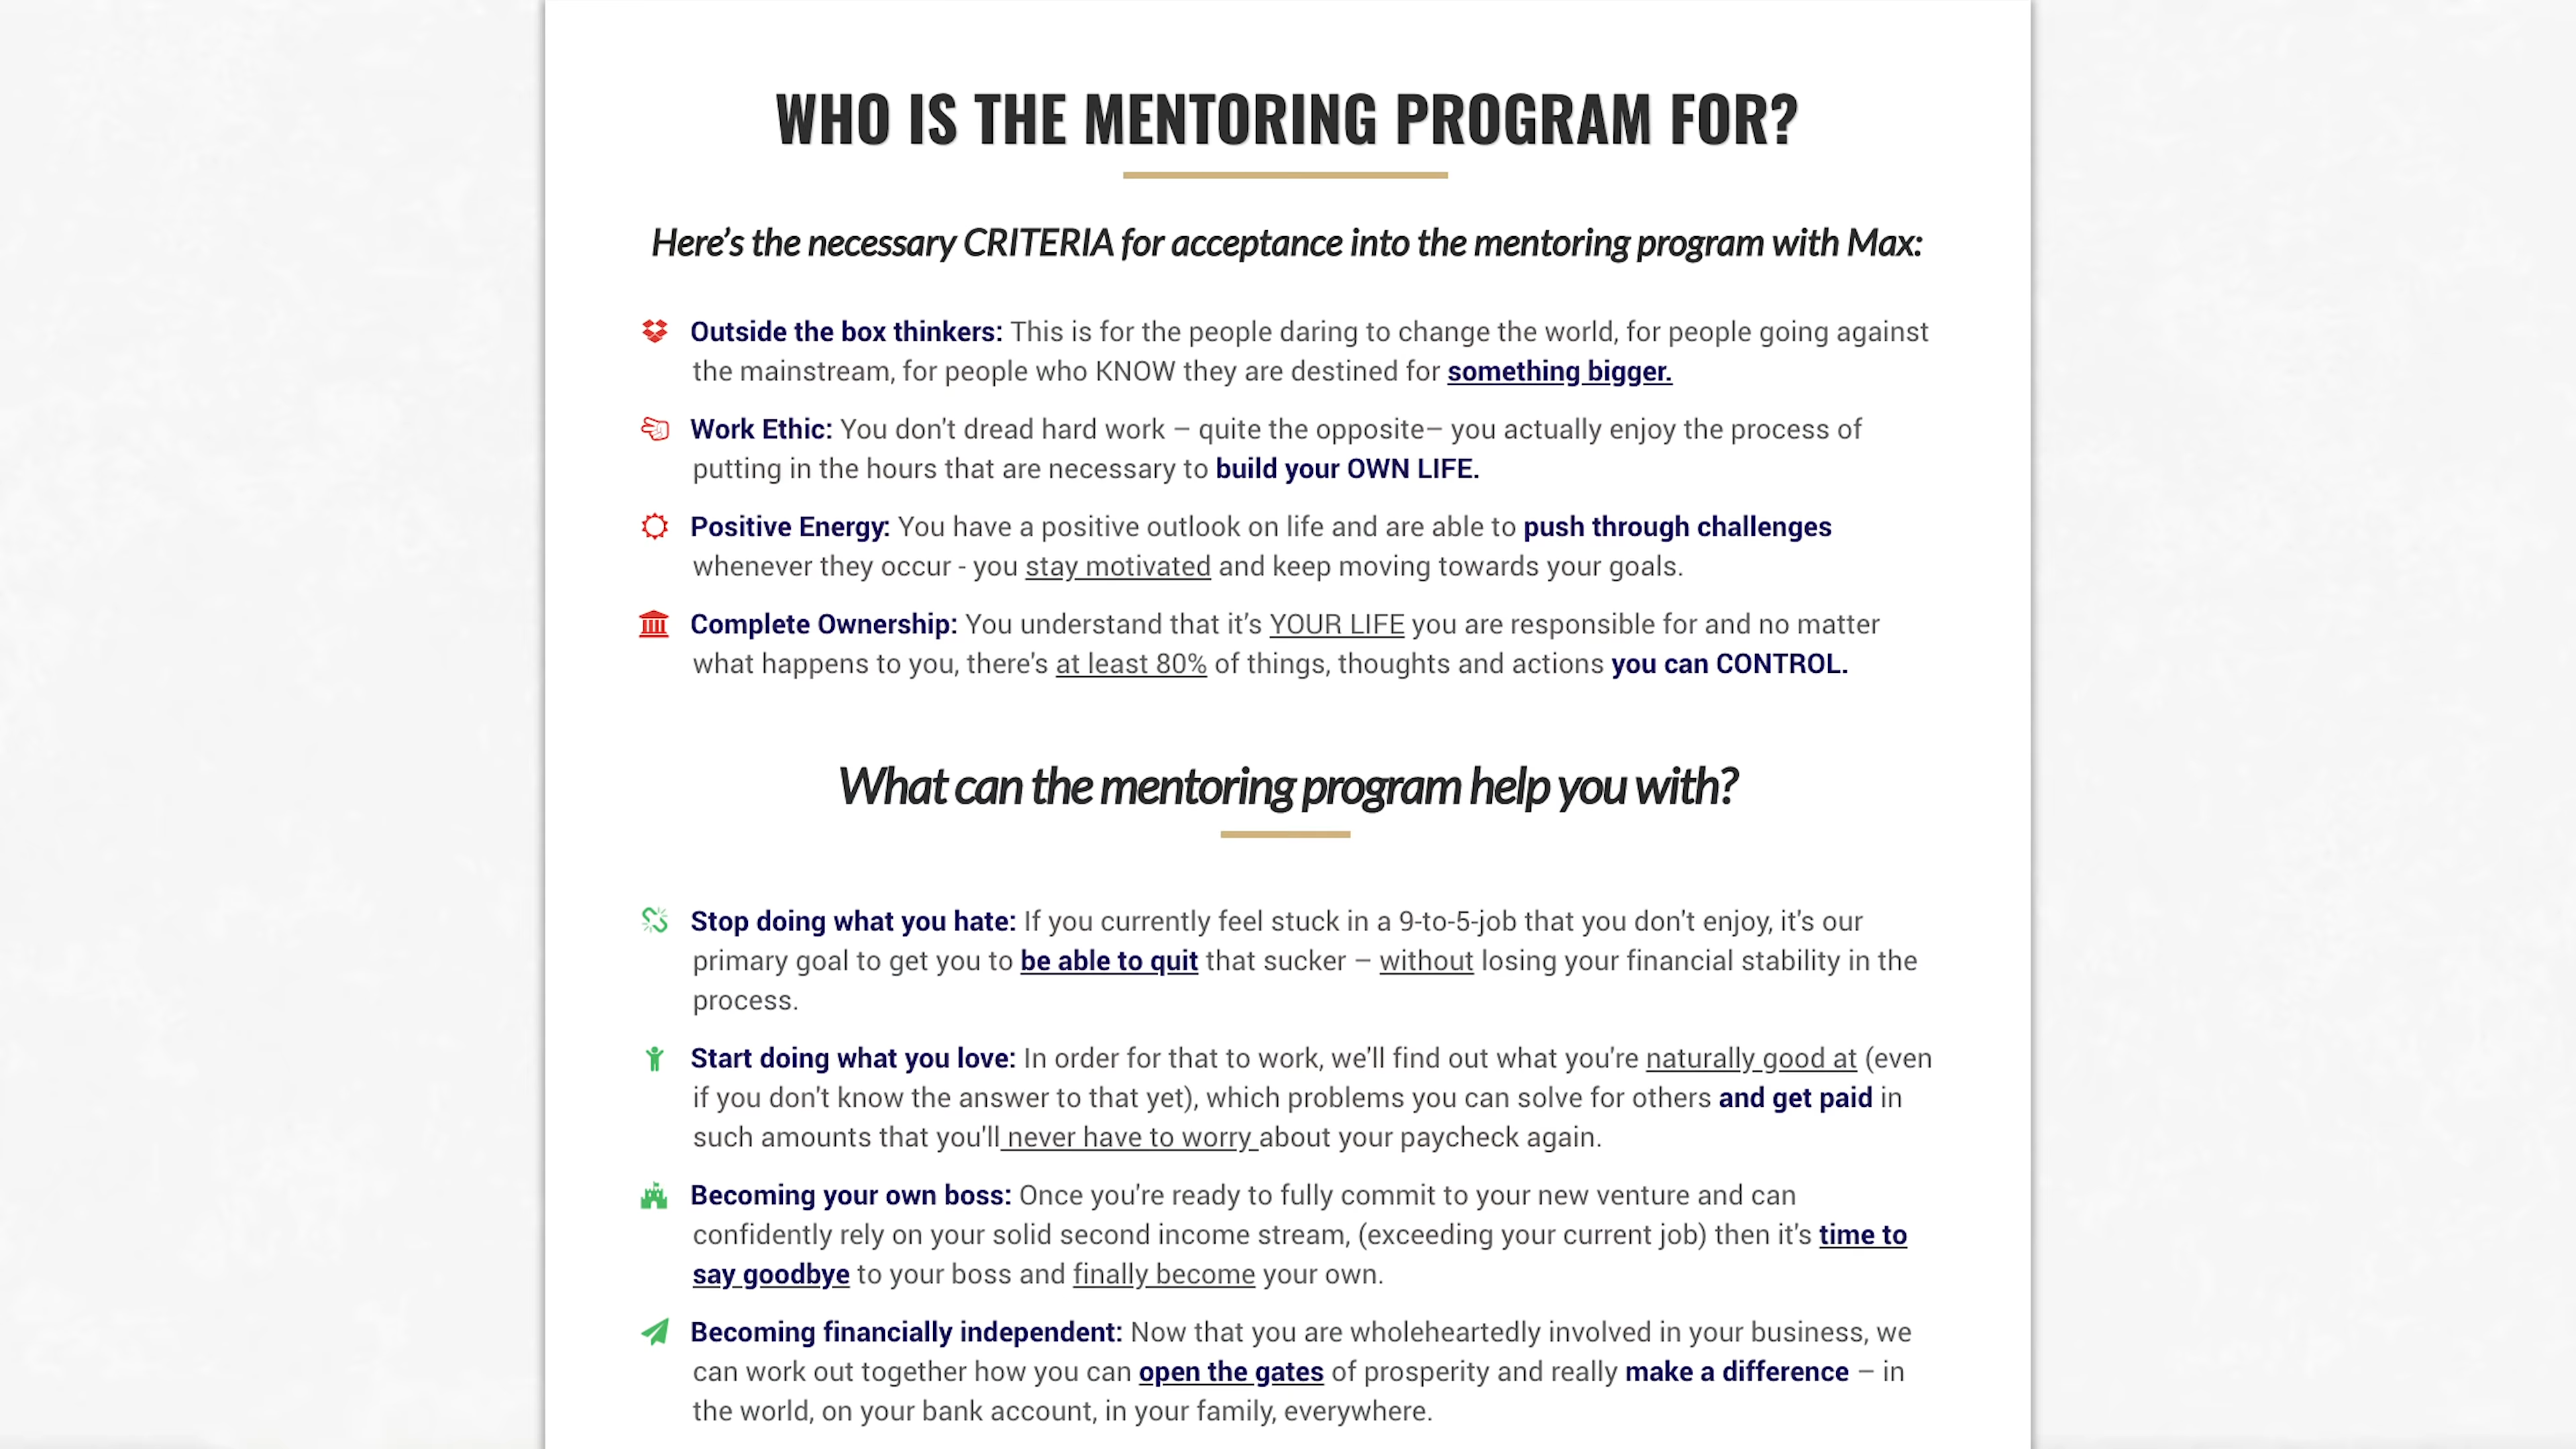 WHO IS THE MENTORING PROGRAM FOR?
Here's the necessary CRITERIA for acceptance into the mentoring program with Max:
Outside the box thinkers: This is for the people daring to change the world, for people going against
the mainstream, for people who KNOW they are destined for something bigger.
Work Ethic: You don't dread hard work – quite the opposite– you actually enjoy the process of
putting in the hours that are necessary to build your OWN LIFE.
Positive Energy: You have a positive outlook on life and are able to push through challenges
whenever they occur - you stay motivated and keep moving towards your goals.
Complete Ownership: You understand that it's YOUR LIFE you are responsible for and no matter
what happens to you, there's at least 80% of things, thoughts and actions you can CONTROL.
What can the mentoring program help you with?
Stop doing what you hate: If you currently feel stuck in a 9-to-5-job that you don't enjoy, it's our
primary goal to get you to be able to quit that sucker – without losing your financial stability in the
process.
Start doing what you love: In order for that to work, we'll find out what you're naturally good at (even
if you don't know the answer to that yet), which problems you can solve for others and get paid in
such amounts that you'll never have to worry about your paycheck again.
Becoming your own boss: Once you're ready to fully commit to your new venture and can
confidently rely on your solid second income stream, (exceeding your current job) then it's time to
say goodbye to your boss and finally become your own.
Becoming financially independent: Now that you are wholeheartedly involved in your business, we
can work out together how you can open the gates of prosperity and really make a difference – in
the world, on your bank account, in your family, everywhere.